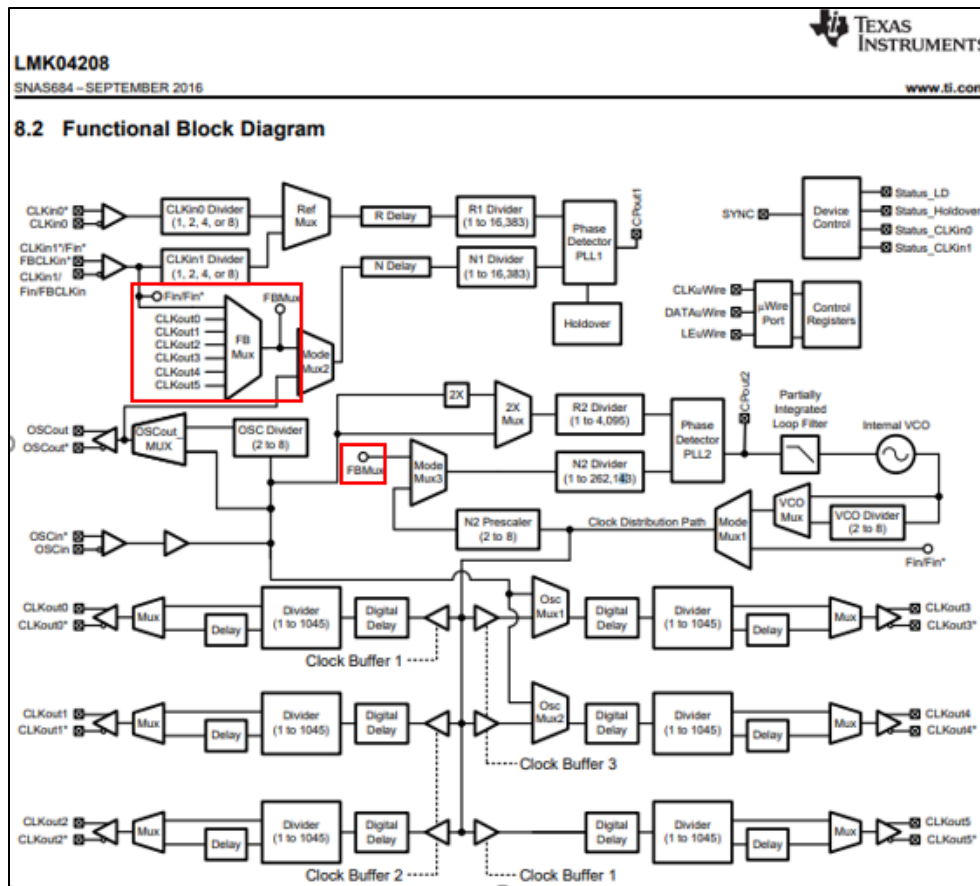 TEXAS
INSTRUMENTS
LMK04208
SNAS684 –SEPTEMBER 2016
www.ti.com
8.2 Functional Block Diagram
CLKin0*
CLKin0
CLKin0 Divider
(1, 2, 4, or 8)
Ref
Mux
R Delay
R1 Divider
(1 to 16,383)
Phase
Detector
PLL1
CPout1
CLKin1*/Fin*
FBCLKin*
CLKin1/
Fin/FBCLKin
CLKin1 Divider
(1, 2, 4, or 8)
N Delay
N1 Divider
(1 to 16,383)
Holdover
SYNC
Device
Control
Status_LD
Status_Holdover
Status_CLKin0
Status_CLKin1
CLKuWire
DATAuWire
LEuWire
µWire
Port
Control
Registers
Fin/Fin*
FBMux
CLKout0
CLKout1
CLKout2
CLKout3
CLKout4
CLKout5
FB
Mux
Mode
Mux2
OSCout
OSCout*
OSCout_
MUX
OSC Divider
(2 to 8)
2X
2X
Mux
R2 Divider
(1 to 4,095)
Phase
Detector
PLL2
CPout2
Partially
Integrated
Loop Filter
Internal VCO
FBMux
Mode
Mux3
N2 Divider
(1 to 262,143)
OSCin*
OSCin
N2 Prescaler
(2 to 8)
Clock Distribution Path
Mode
Mux1
VCO
Mux
VCO Divider
(2 to 8)
Fin/Fin*
CLKout0
CLKout0*
Mux
Delay
Divider
(1 to 1045)
Digital
Delay
Clock Buffer 1
Osc
Mux1
Digital
Delay
Divider
(1 to 1045)
Delay
Mux
CLKout3
CLKout3*
CLKout1
CLKout1*
Mux
Delay
Divider
(1 to 1045)
Digital
Delay
Osc
Mux2
Digital
Delay
Divider
(1 to 1045)
Delay
Mux
CLKout4
CLKout4*
Clock Buffer 3
CLKout2
CLKout2*
Mux
Delay
Divider
(1 to 1045)
Digital
Delay
Digital
Delay
Divider
(1 to 1045)
Delay
Mux
CLKout5
CLKout5*
Clock Buffer 2
Clock Buffer 1